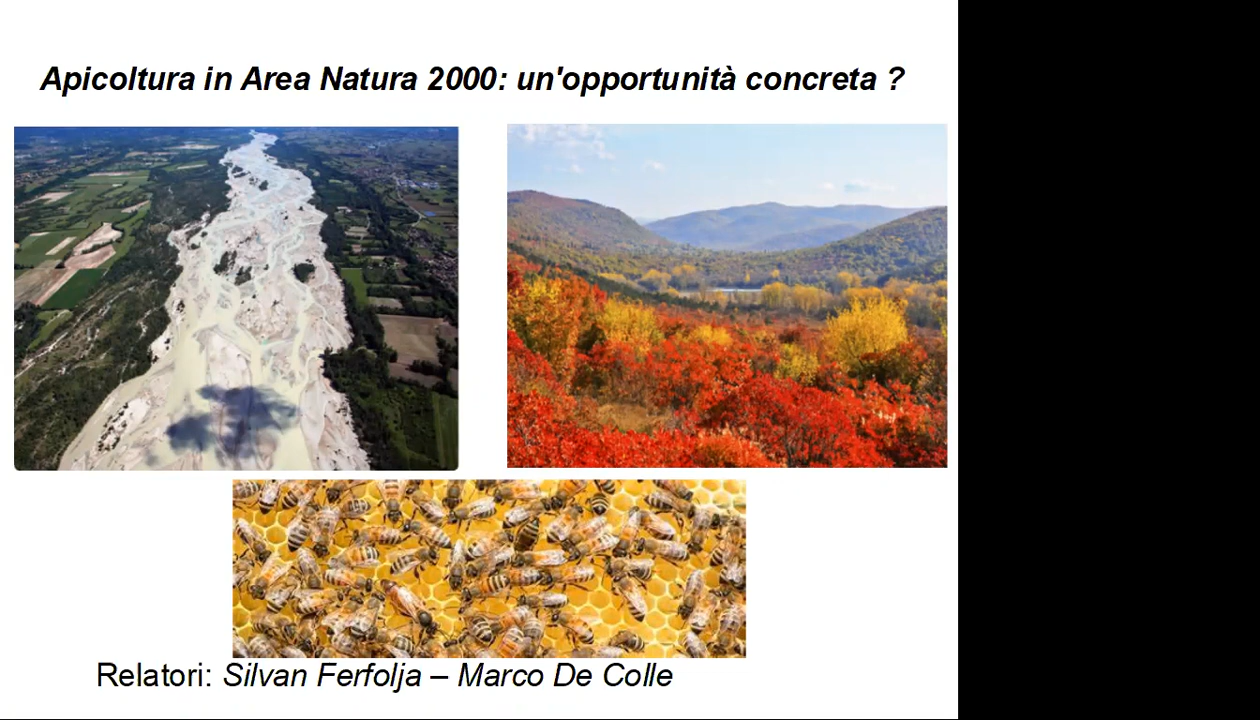 Apicoltura in Area Natura 2000: un'opportunità concreta ?
Relatori: Silvan Ferfolja – Marco De Colle